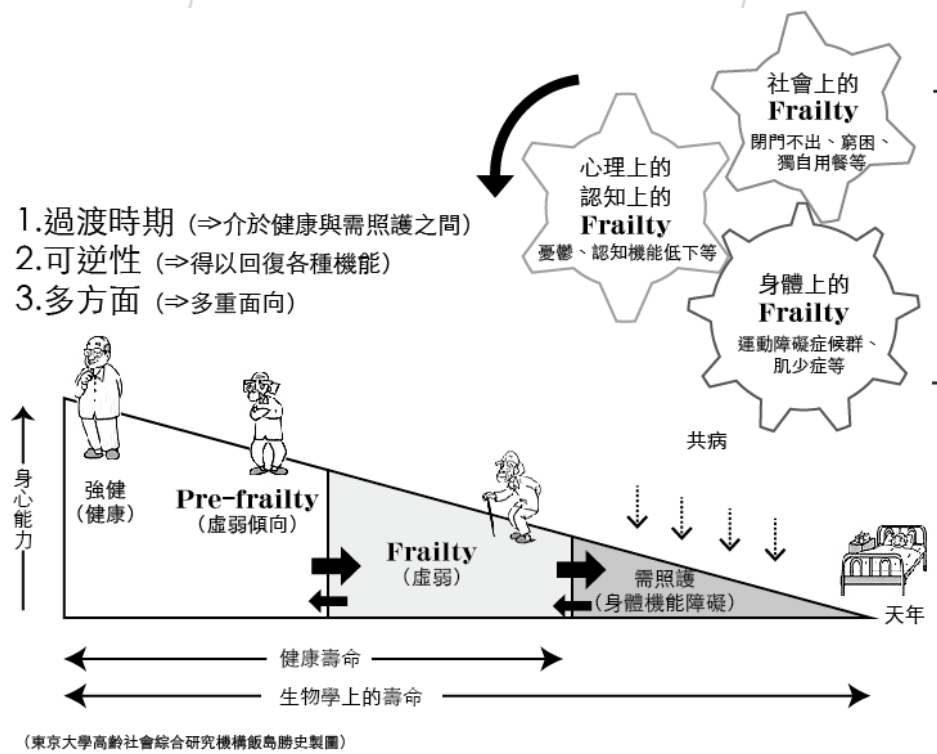 社會上的
Frailty
閉門不出、窮困、
獨自用餐等
心理上的
認知上的
Frailty
憂鬱、認知機能低下等
身體上的
Frailty
運動障礙症候群、
肌少症等
1.過渡時期（⇒介於健康與需照護之間）
2.可逆性（⇒得以回復各種機能）
3.多方面（⇒多重面向）
共病
身心能力
強健
（健康）
Pre-frailty
（虛弱傾向）
Frailty
（虛弱）
需照護
（身體機能障礙）
天年
健康壽命
生物學上的壽命
（東京大學高齡社會綜合研究機構飯島勝史製圖）